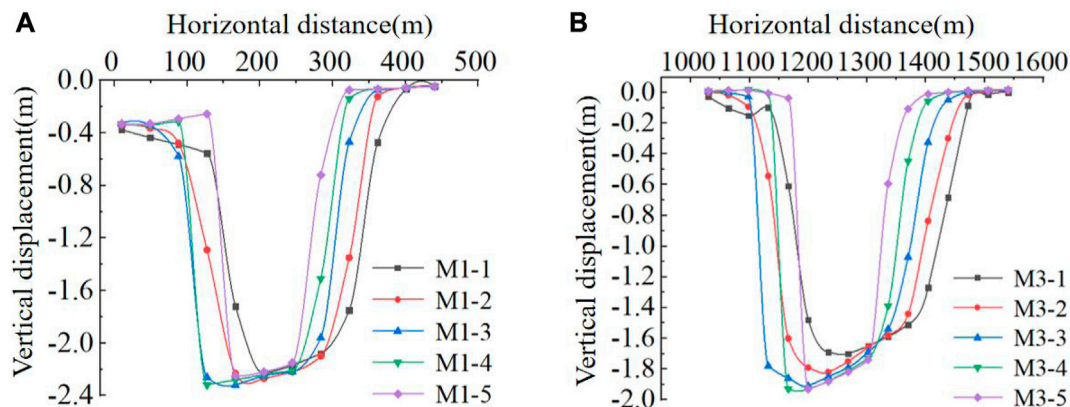 A
Horizontal distance(m)
0 100 200 300 400 500
Vertical displacement(m)
0.0
-0.4
-0.8
-1.2
-1.6
-2.0
-2.4
M1-1
M1-2
M1-3
M1-4
M1-5
B
Horizontal distance(m)
1000 1100 1200 1300 1400 1500 1600
Vertical displacement(m)
0.0
-0.2
-0.4
-0.6
-0.8
-1.0
-1.2
-1.4
-1.6
-1.8
-2.0
M3-1
M3-2
M3-3
M3-4
M3-5